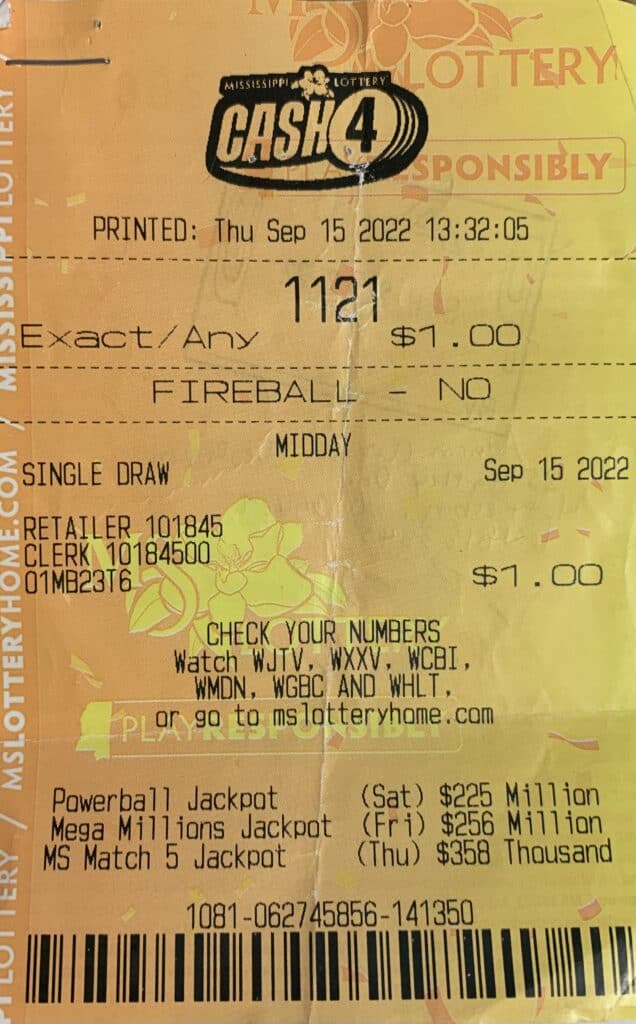 M LOTTERY
MISSISSIPPI LOTTERY
CASH 4
PLAY RESPONSIBLY
PRINTED: Thu Sep 15 2022 13:32:05
1121
Exact/Any $1.00
FIREBALL - NO
MIDDAY
SINGLE DRAW Sep 15 2022
RETAILER 101845
CLERK 10184500
01MB23T6 $1.00
LOTTERY
CHECK YOUR NUMBERS
Watch WJTV, WXXV, WCBI,
WMDN, WGBC AND WHLT,
or go to mslotteryhome.com
PLAY RESPONSIBLY
Powerball Jackpot (Sat) $225 Million
Mega Millions Jackpot (Fri) $256 Million
MS Match 5 Jackpot (Thu) $358 Thousand
1081-062745856-141350
PI LOTTERY / MSLOTTERYHOME.COM / MISSISSIPPI LOTTERY